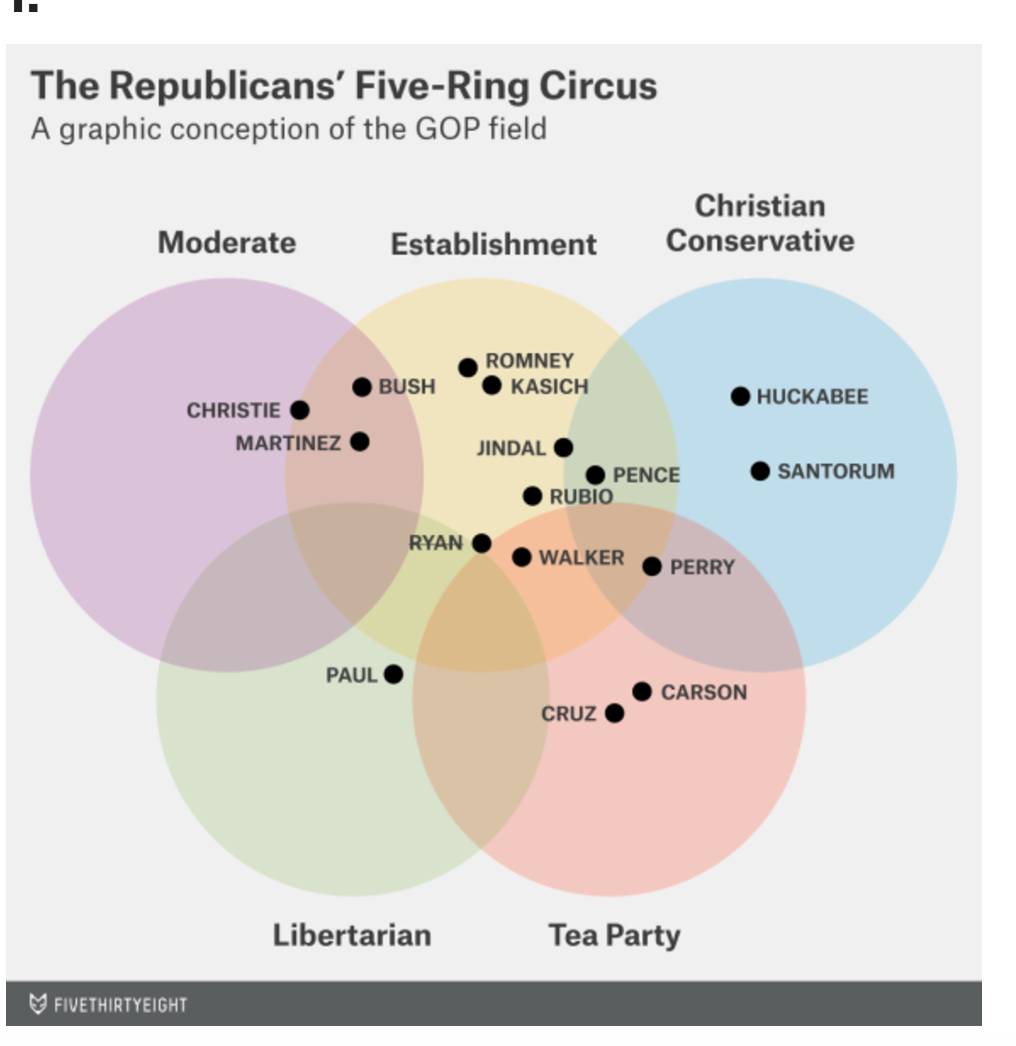 The Republicans' Five-Ring Circus
A graphic conception of the GOP field
Christian
Conservative
Moderate
Establishment
ROMNEY
BUSH
KASICH
HUCKABEE
CHRISTIE
MARTINEZ
JINDAL
PENCE
SANTORUM
RUBIO
RYAN
WALKER
PERRY
PAUL
CARSON
CRUZ
Libertarian
Tea Party
FIVETHIRTYEIGHT